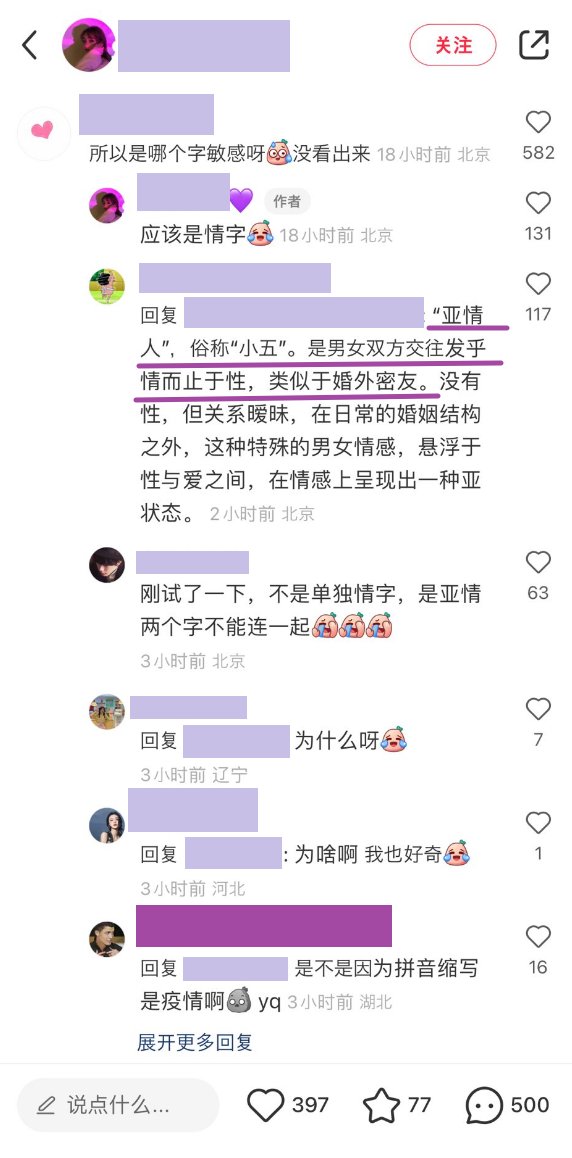 关注
所以是哪个字敏感呀没看出来 18小时前 北京
582
作者
应该是情字 18小时前 北京
131
回复 : “亚情
人”，俗称“小五”。是男女双方交往发乎
情而止于性，类似于婚外密友。没有
性，但关系暧昧，在日常的婚姻结构
之外，这种特殊的男女情感，悬浮于
性与爱之间，在情感上呈现出一种亚
状态。 2小时前 北京
117
刚试了一下，不是单独情字，是亚情
两个字不能连一起
3小时前 北京
63
回复 为什么呀
3小时前 辽宁
7
回复 : 为啥啊 我也好奇
3小时前 河北
1
回复 是不是因为拼音缩写
是疫情啊 yq 3小时前 湖北
16
展开更多回复
说点什么... 397 77 500